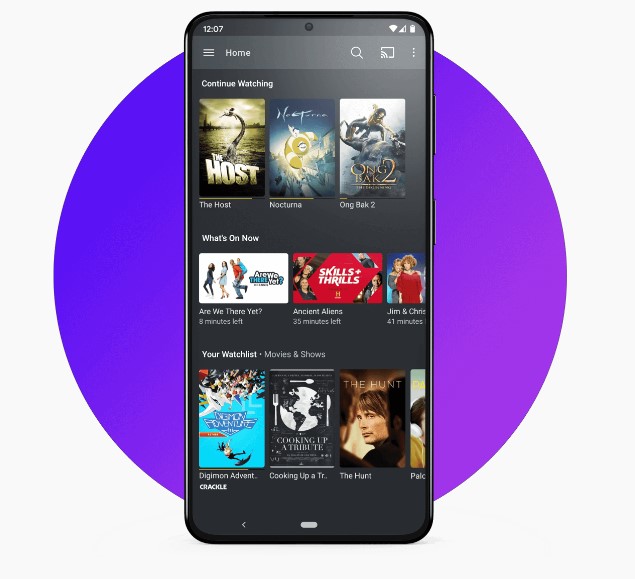 12:07
Home
Continue Watching
THE
HOST
Nocturna
ONG
BAK 2
The Host
Nocturna
Ong Bak 2
What's On Now
Are We
THERE
Yet?
SKILLS+
THRILLS
H
Are We There Yet?
Ancient Aliens
Jim & Chris
8 minutes left
35 minutes left
41 minutes
Your Watchlist • Movies & Shows
DIGIMON
ADVENTURE
COOKING UP
A TRIBUTE
THE HUNT
Digimon Advent..
Cooking Up a Tr..
The Hunt
Palo
CRACKLE